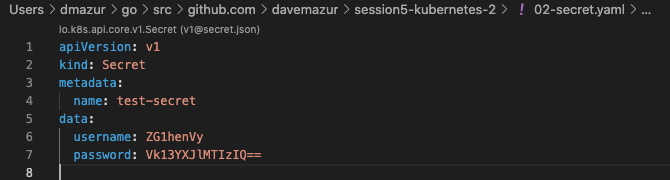 Users > dmazur > go > src > github.com > davemazur > session5-kubernetes-2 > ! 02-secret.yaml > ...
io.k8s.api.core.v1.Secret (v1@secret.json)
1 apiVersion: v1
2 kind: Secret
3 metadata:
4   name: test-secret
5 data:
6   username: ZG1henVy
7   password: Vk13YXJlMTIzIQ==
8